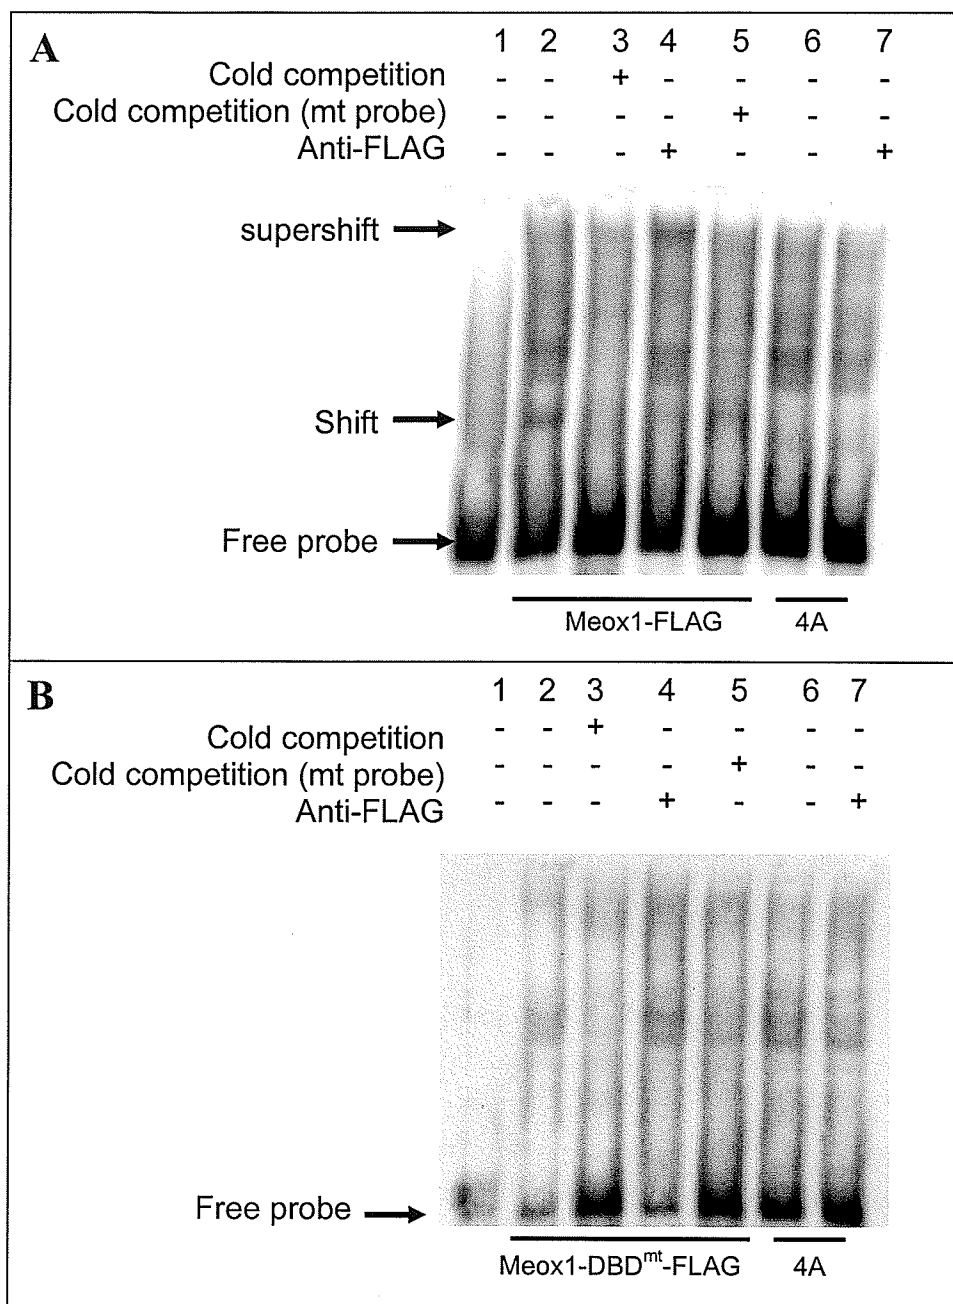 A
1 2 3 4 5 6 7
Cold competition - - + - - - -
Cold competition (mt probe) - - - - + - -
Anti-FLAG - - - + - - +
supershift
Shift
Free probe
Meox1-FLAG 4A
B
1 2 3 4 5 6 7
Cold competition - - + - - - -
Cold competition (mt probe) - - - - + - -
Anti-FLAG - - - + - - +
Free probe
Meox1-DBDmt-FLAG 4A